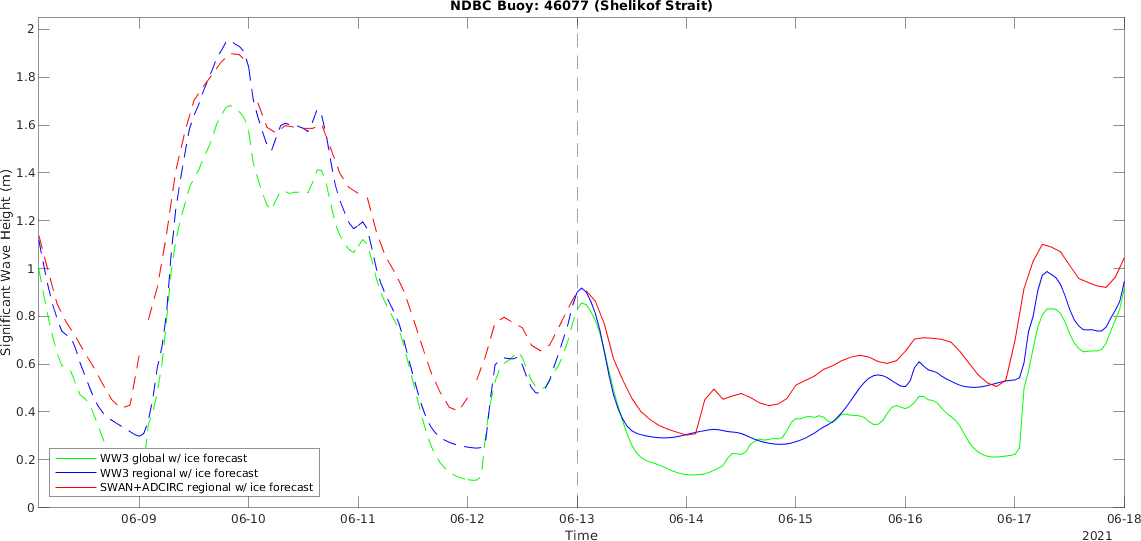 NDBC Buoy: 46077 (Shelikof Strait)
2
1.8
1.6
1.4
1.2
1
0.8
0.6
0.4
0.2
0
Significant Wave Height (m)
WW3 global w/ ice forecast
WW3 regional w/ ice forecast
SWAN+ADCIRC regional w/ ice forecast
06-09 06-10 06-11 06-12 06-13 06-14 06-15 06-16 06-17 06-18
Time
2021